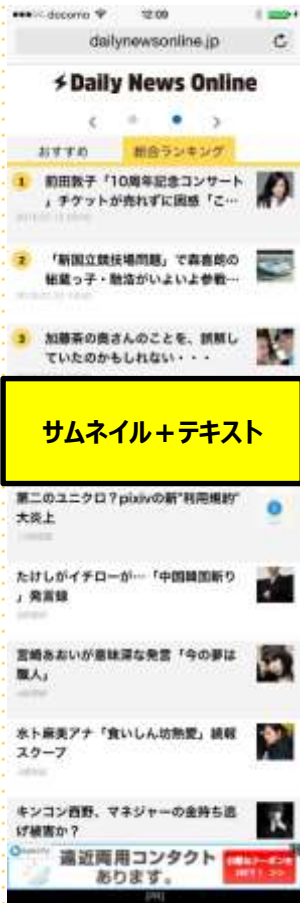 docomo 12:09
dailynewsonline.jp
Daily News Online
おすすめ 総合ランキング
1 前田敦子「10周年記念コンサート
」チケットが売れずに困惑「こ…
2 「新国立競技場問題」で森喜朗の
秘蔵っ子・馳浩がいよいよ参戦…
3 加藤茶の奥さんのことを、誤解し
ていたのかもしれない・・・
サムネイル＋テキスト
第二のユニクロ？pixivの新"利用規約"
大炎上
たけしがイチローが…「中国韓国斬り
」発言録
宮崎あおいが意味深な発言「今の夢は
職人」
水卜麻美アナ「食いしん坊熱愛」続報
スクープ
キンコン西野、マネジャーの金持ち逃
げ被害か？
遠近両用コンタクト
あります。
[PR]